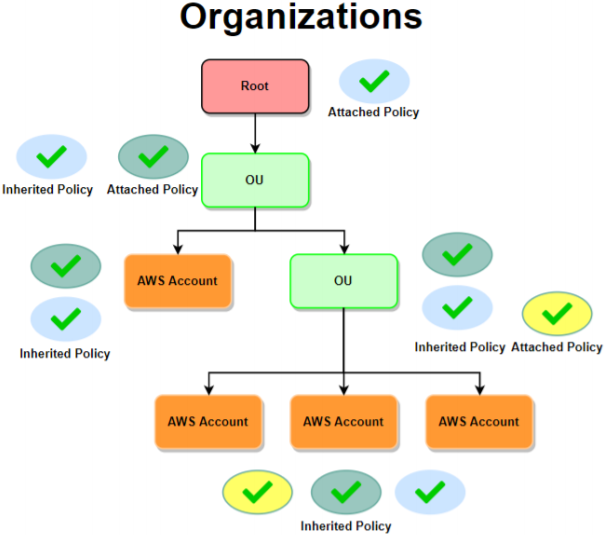 Organizations
Root
Attached Policy
OU
Inherited Policy
Attached Policy
AWS Account
OU
Inherited Policy
Inherited Policy
Attached Policy
AWS Account
AWS Account
AWS Account
Inherited Policy